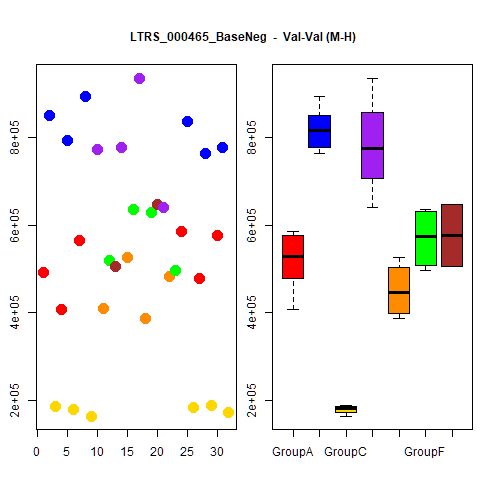 LTRS_000465_BaseNeg - Val-Val (M-H)
8e+05
6e+05
4e+05
2e+05
0 5 10 15 20 25 30
8e+05
6e+05
4e+05
2e+05
GroupA GroupC GroupF